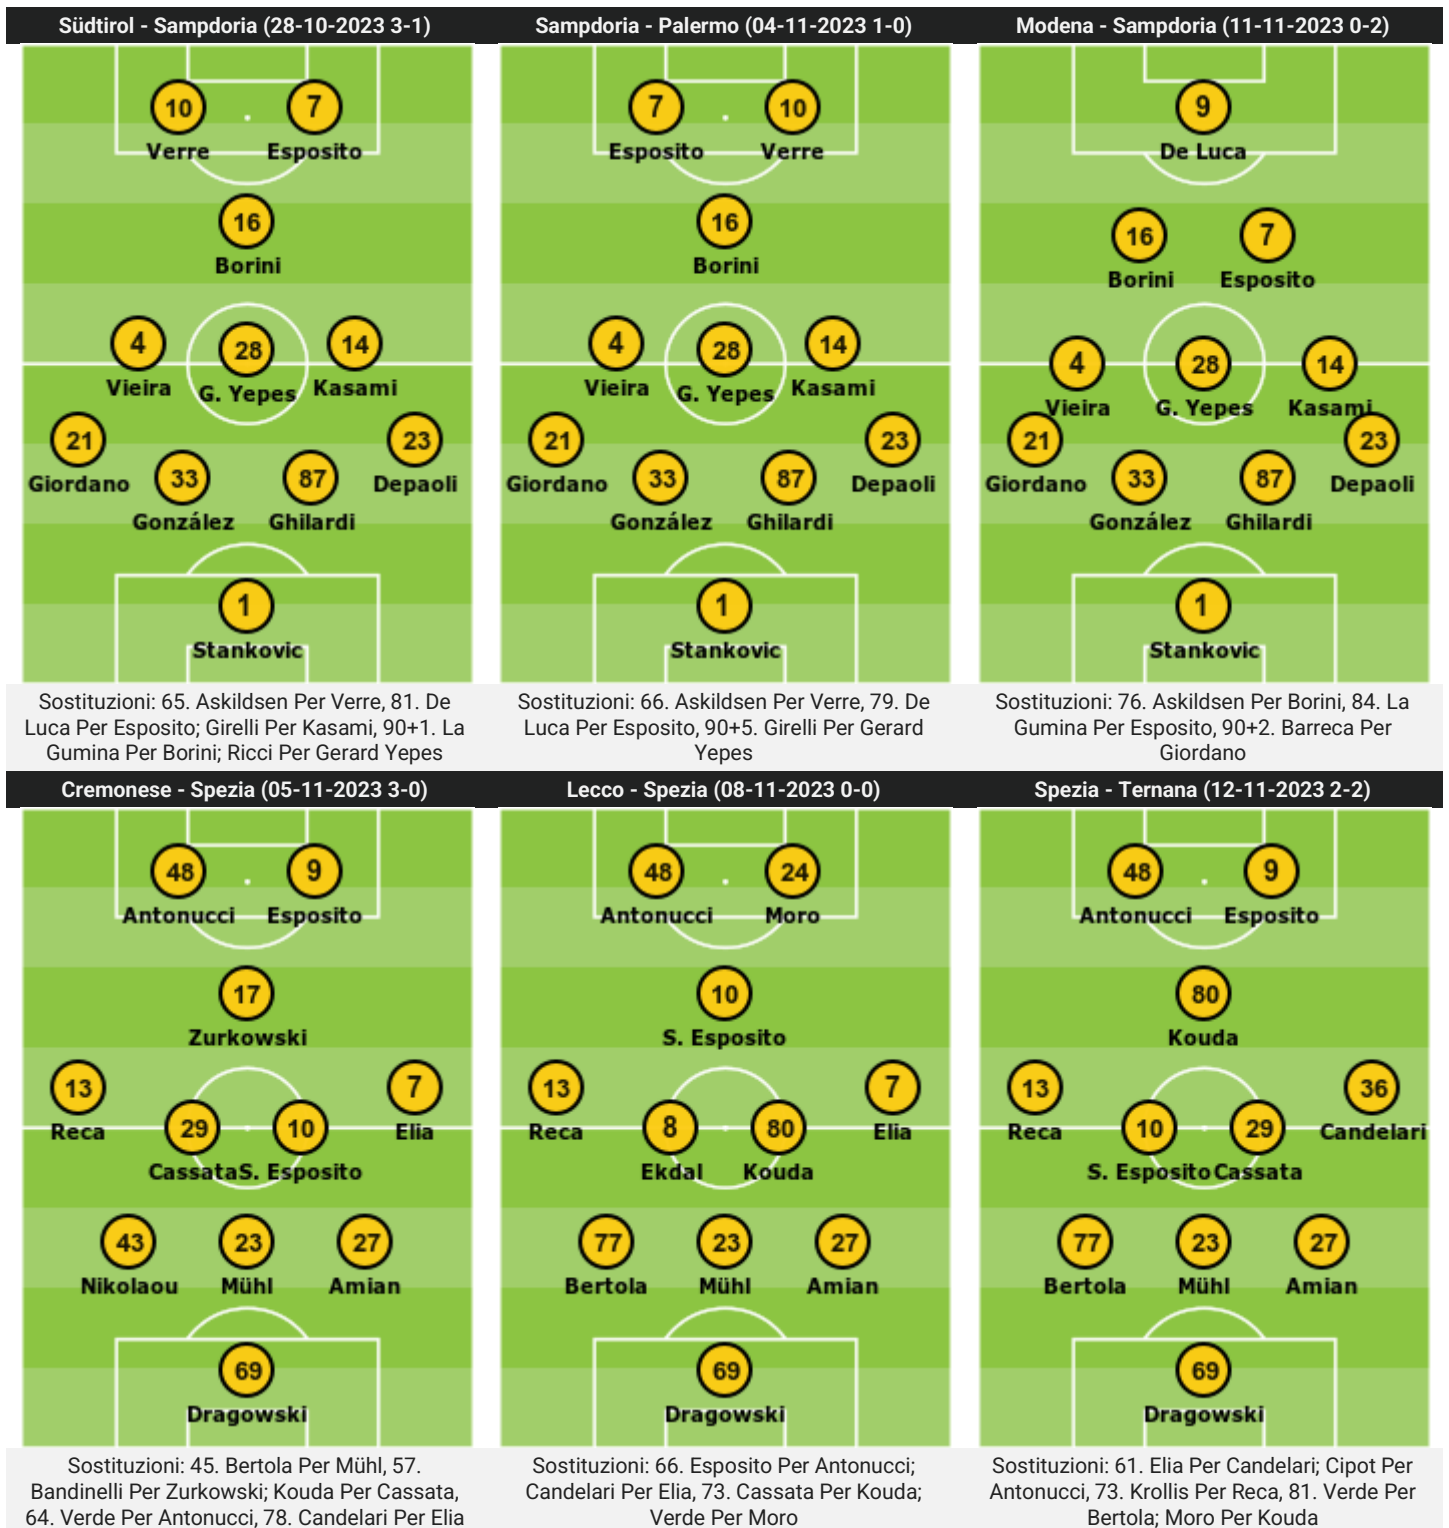 Südtirol - Sampdoria (28-10-2023 3-1)
10
7
Verre
Esposito
16
Borini
4
28
14
Vieira
G. Yepes
Kasami
21
23
Giordano
33
87
Depaoli
González
Ghilardi
1
Stankovic
Sostituzioni: 65. Askildsen Per Verre, 81. De
Luca Per Esposito; Girelli Per Kasami, 90+1. La
Gumina Per Borini; Ricci Per Gerard Yepes
Sampdoria - Palermo (04-11-2023 1-0)
7
10
Esposito
Verre
16
Borini
4
28
14
Vieira
G. Yepes
Kasami
21
23
Giordano
33
87
Depaoli
González
Ghilardi
1
Stankovic
Sostituzioni: 66. Askildsen Per Verre, 79. De
Luca Per Esposito, 90+5. Girelli Per Gerard
Yepes
Modena - Sampdoria (11-11-2023 0-2)
9
De Luca
16
7
Borini
Esposito
4
28
14
Vieira
G. Yepes
Kasami
21
23
Giordano
33
87
Depaoli
González
Ghilardi
1
Stankovic
Sostituzioni: 76. Askildsen Per Borini, 84. La
Gumina Per Esposito, 90+2. Barreca Per
Giordano
Cremonese - Spezia (05-11-2023 3-0)
48
9
Antonucci
Esposito
17
Zurkowski
13
7
Reca
29
10
Elia
Cassata
S. Esposito
43
23
27
Nikolaou
Mühl
Amian
69
Dragowski
Sostituzioni: 45. Bertola Per Mühl, 57.
Bandinelli Per Zurkowski; Kouda Per Cassata,
64. Verde Per Antonucci, 78. Candelari Per Elia
Lecco - Spezia (08-11-2023 0-0)
48
24
Antonucci
Moro
10
S. Esposito
13
7
Reca
8
80
Elia
Ekdal
Kouda
77
23
27
Bertola
Mühl
Amian
69
Dragowski
Sostituzioni: 66. Esposito Per Antonucci;
Candelari Per Elia, 73. Cassata Per Kouda;
Verde Per Moro
Spezia - Ternana (12-11-2023 2-2)
48
9
Antonucci
Esposito
80
Kouda
13
36
Reca
10
29
Candelari
S. Esposito
Cassata
77
23
27
Bertola
Mühl
Amian
69
Dragowski
Sostituzioni: 61. Elia Per Candelari; Cipot Per
Antonucci, 73. Krollis Per Reca, 81. Verde Per
Bertola; Moro Per Kouda